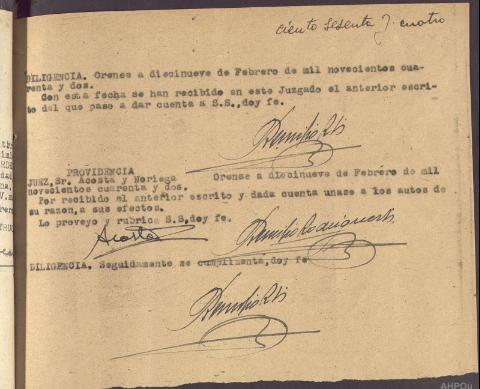 ciento sesenta y cuatro
DILIGENCIA. Orense a diecinueve de Febrero de mil novecientos cua-
renta y dos.
Con esta fecha se han recibido en este Juzgado el anterior escri-
to del que paso a dar cuenta a S.S.,doy fe.
PROVIDENCIA
JUEZ,Sr. Acosta y Noriega Orense a diecinueve de Febrero de mil
novecientos cuarenta y dos.
Por recibido el anterior escrito y dada cuenta unase a los autos de
su razon,a sus efectos.
Lo proveyo y rubrica S.S,doy fe.
Acosta
DILIGENCIA. Seguidamente se cumplimenta,doy fe
AHPOu